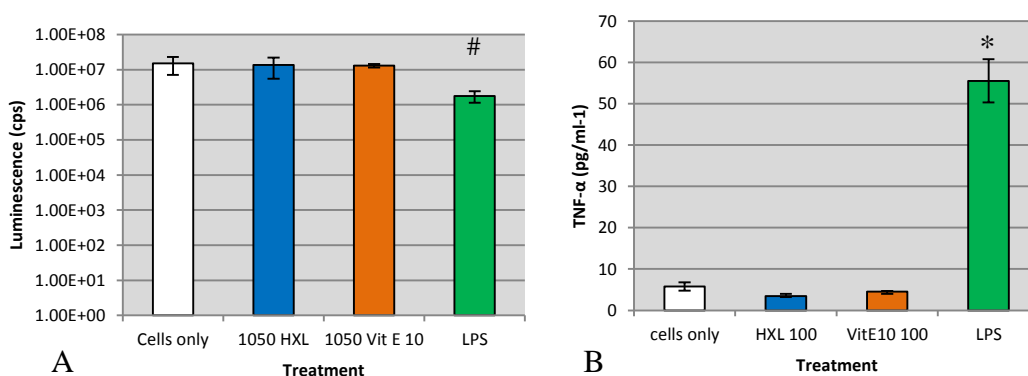 1.00E+08
1.00E+07
1.00E+06
1.00E+05
1.00E+04
1.00E+03
1.00E+02
1.00E+01
1.00E+00
Luminescence (cps)
#
Cells only 1050 HXL 1050 Vit E 10 LPS
Treatment
A
70
60
50
40
30
20
10
0
TNF-α (pg/ml-1)
*
cells only HXL 100 VitE10 100 LPS
Treatment
B